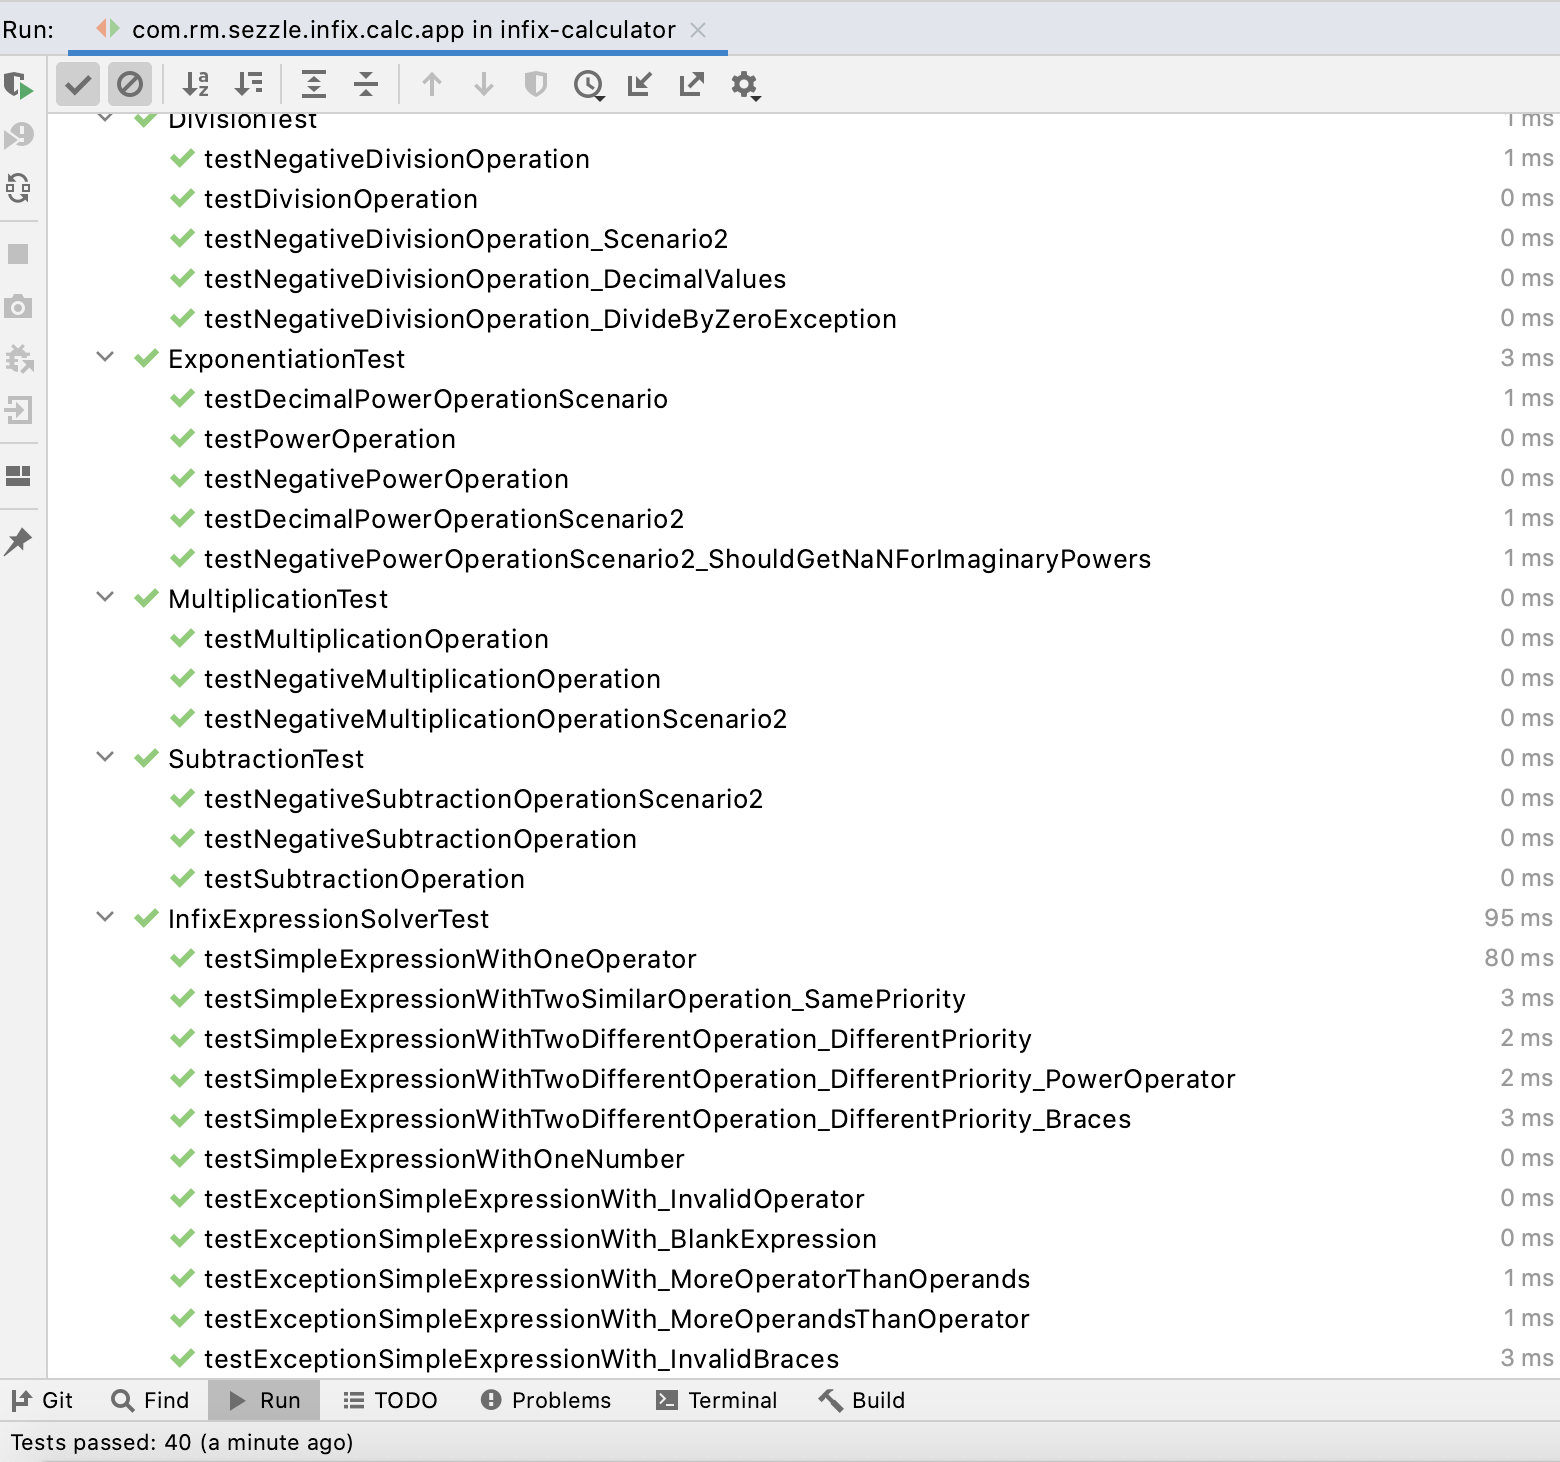 Run: com.rm.sezzle.infix.calc.app in infix-calculator
DivisionTest 1 ms
testNegativeDivisionOperation 1 ms
testDivisionOperation 0 ms
testNegativeDivisionOperation_Scenario2 0 ms
testNegativeDivisionOperation_DecimalValues 0 ms
testNegativeDivisionOperation_DivideByZeroException 0 ms
ExponentiationTest 3 ms
testDecimalPowerOperationScenario 1 ms
testPowerOperation 0 ms
testNegativePowerOperation 0 ms
testDecimalPowerOperationScenario2 1 ms
testNegativePowerOperationScenario2_ShouldGetNaNForImaginaryPowers 1 ms
MultiplicationTest 0 ms
testMultiplicationOperation 0 ms
testNegativeMultiplicationOperation 0 ms
testNegativeMultiplicationOperationScenario2 0 ms
SubtractionTest 0 ms
testNegativeSubtractionOperationScenario2 0 ms
testNegativeSubtractionOperation 0 ms
testSubtractionOperation 0 ms
InfixExpressionSolverTest 95 ms
testSimpleExpressionWithOneOperator 80 ms
testSimpleExpressionWithTwoSimilarOperation_SamePriority 3 ms
testSimpleExpressionWithTwoDifferentOperation_DifferentPriority 2 ms
testSimpleExpressionWithTwoDifferentOperation_DifferentPriority_PowerOperator 2 ms
testSimpleExpressionWithTwoDifferentOperation_DifferentPriority_Braces 3 ms
testSimpleExpressionWithOneNumber 0 ms
testExceptionSimpleExpressionWith_InvalidOperator 0 ms
testExceptionSimpleExpressionWith_BlankExpression 0 ms
testExceptionSimpleExpressionWith_MoreOperatorThanOperands 1 ms
testExceptionSimpleExpressionWith_MoreOperandsThanOperator 1 ms
testExceptionSimpleExpressionWith_InvalidBraces 3 ms
Git Find Run TODO Problems Terminal Build
Tests passed: 40 (a minute ago)